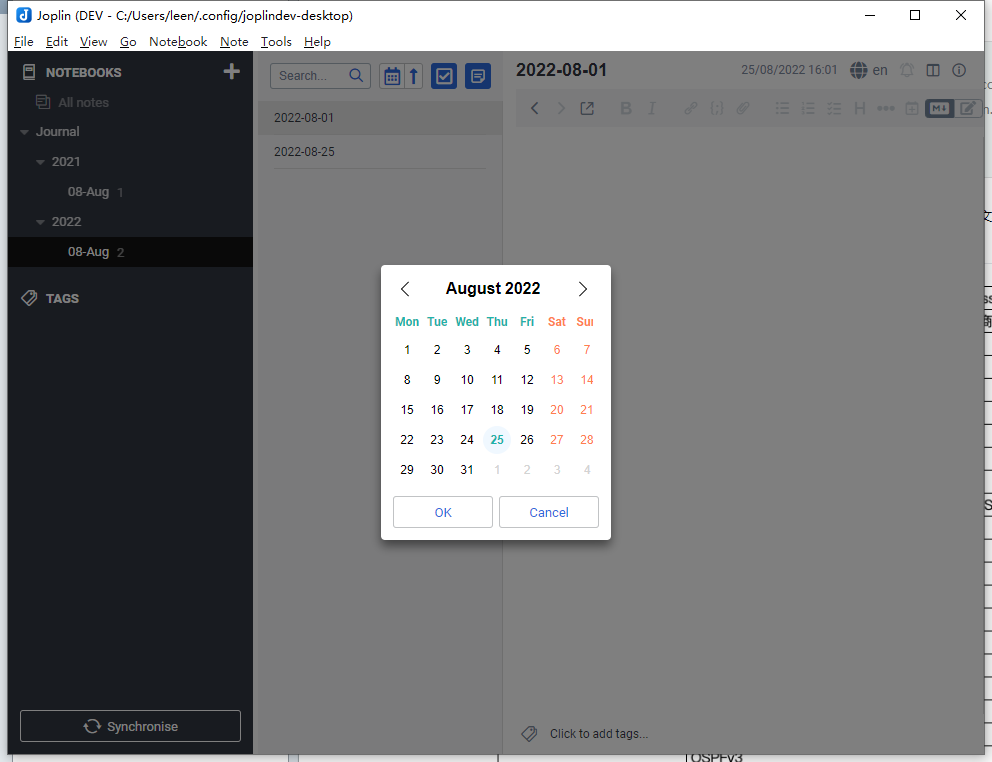 Joplin (DEV - C:/Users/leen/.config/joplindev-desktop)
File Edit View Go Notebook Note Tools Help
NOTEBOOKS
All notes
Journal
2021
08-Aug 1
2022
08-Aug 2
TAGS
Synchronise
Search...
2022-08-01
2022-08-25
2022-08-01
25/08/2022 16:01 en
B I H M↓
August 2022
Mon Tue Wed Thu Fri Sat Sun
1 2 3 4 5 6 7
8 9 10 11 12 13 14
15 16 17 18 19 20 21
22 23 24 25 26 27 28
29 30 31 1 2 3 4
OK Cancel
Click to add tags...
OSPFv3